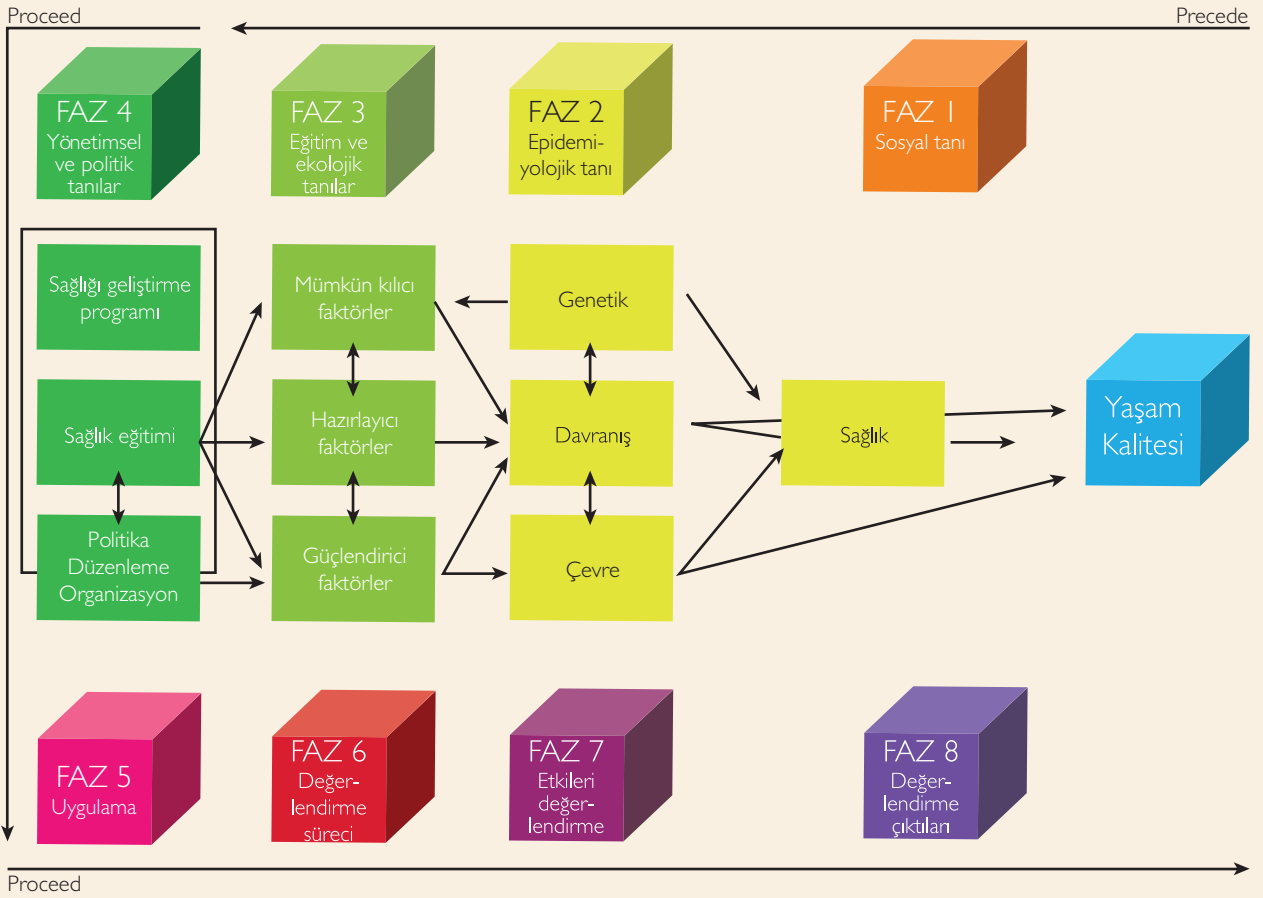 Proceed
Precede
FAZ 4
Yönetimsel
ve politik
tanılar
FAZ 3
Eğitim ve
ekolojik
tanılar
FAZ 2
Epidemi-
yolojik tanı
FAZ 1
Sosyal tanı
Sağlığı geliştirme
programı
Mümkün kılıcı
faktörler
Genetik
Sağlık eğitimi
Hazırlayıcı
faktörler
Davranış
Sağlık
Yaşam
Kalitesi
Politika
Düzenleme
Organizasyon
Güçlendirici
faktörler
Çevre
FAZ 5
Uygulama
FAZ 6
Değer-
lendirme
süreci
FAZ 7
Etkileri
değer-
lendirme
FAZ 8
Değer-
lendirme
çıktıları
Proceed